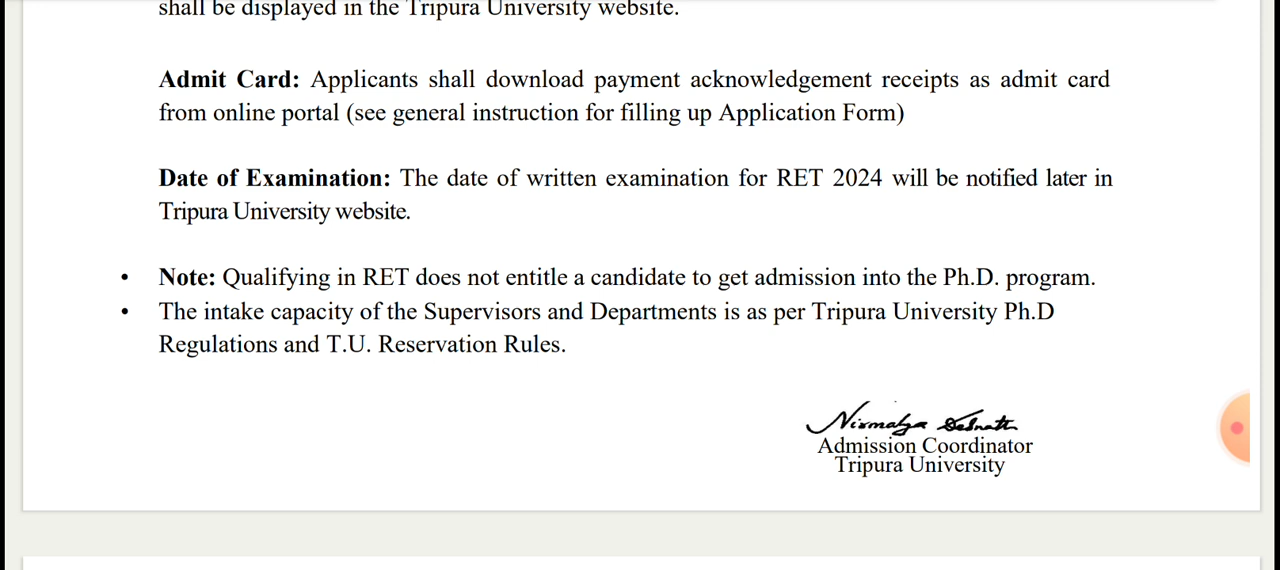 shall be displayed in the Tripura University website.
Admit Card: Applicants shall download payment acknowledgement receipts as admit card
from online portal (see general instruction for filling up Application Form)
Date of Examination: The date of written examination for RET 2024 will be notified later in
Tripura University website.
• Note: Qualifying in RET does not entitle a candidate to get admission into the Ph.D. program.
• The intake capacity of the Supervisors and Departments is as per Tripura University Ph.D
Regulations and T.U. Reservation Rules.
Nirmalya Debnath
Admission Coordinator
Tripura University